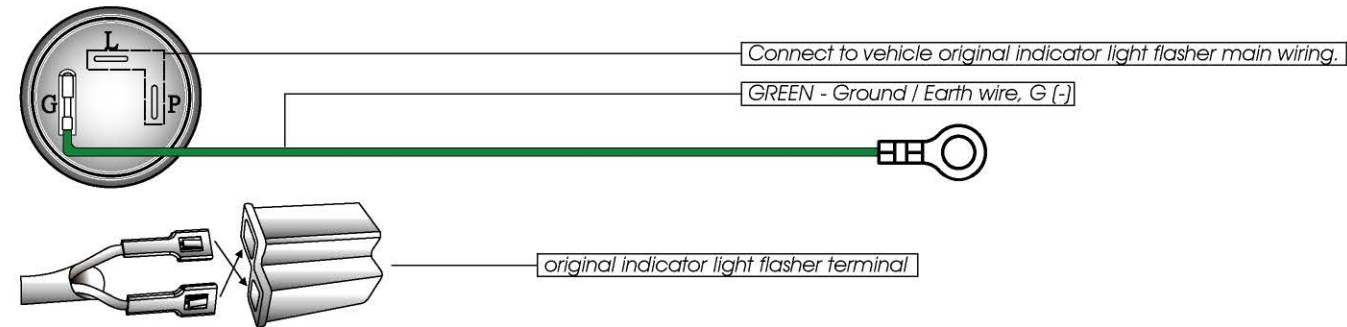 L
Connect to vehicle original indicator light flasher main wiring.
G
P
GREEN - Ground / Earth wire, G (-)
original indicator light flasher terminal